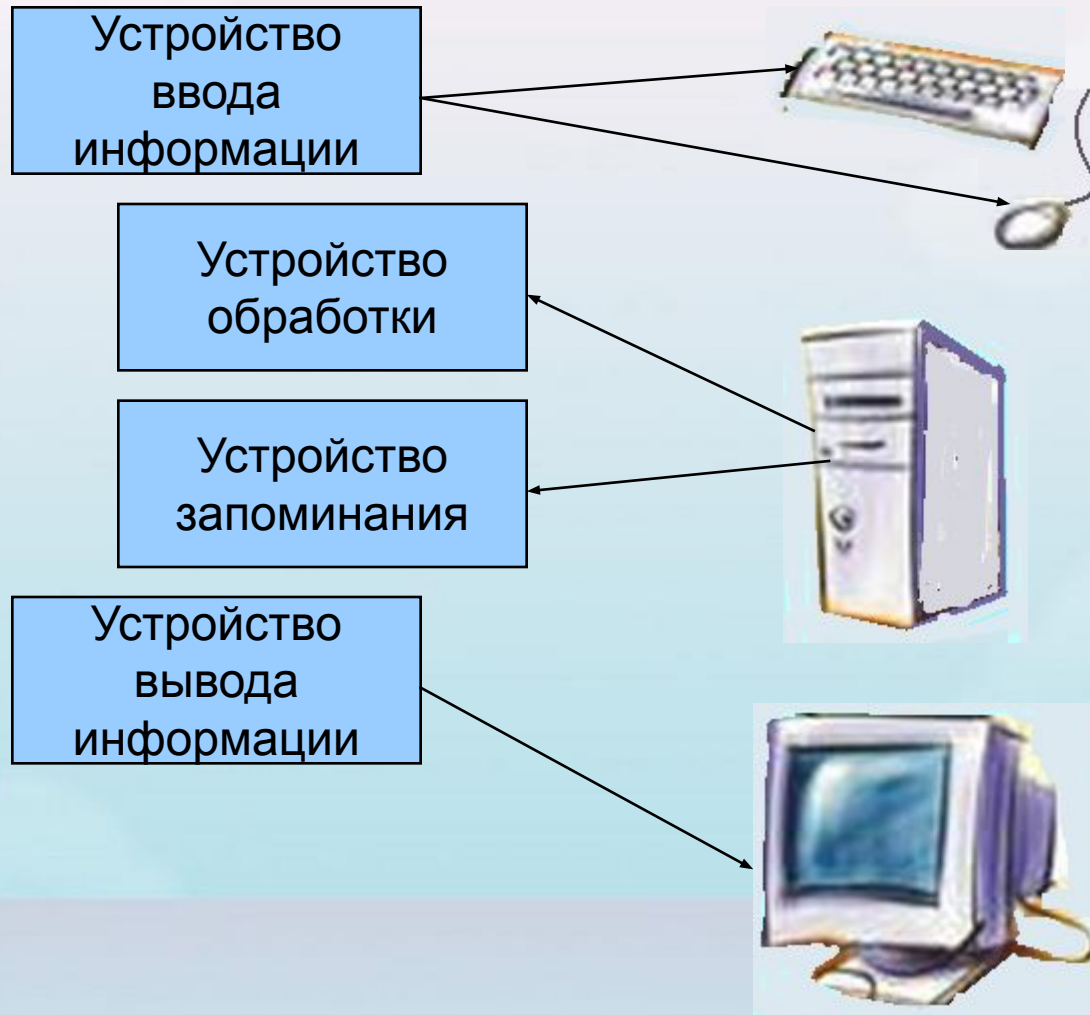 Устройство
ввода
информации
Устройство
обработки
Устройство
запоминания
Устройство
вывода
информации